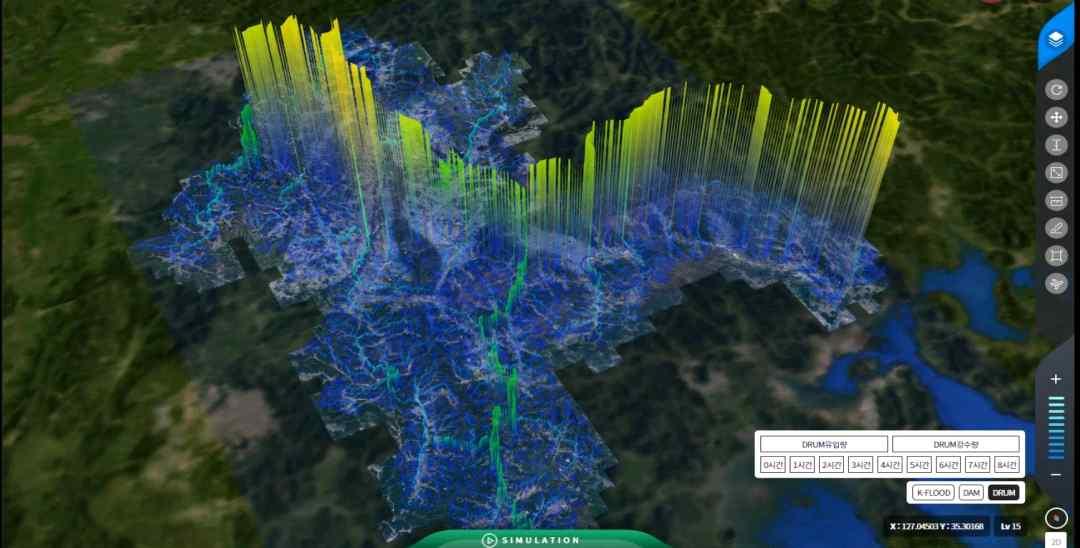 DRUM유입량 DRUM강수량
0시간 1시간 2시간 3시간 4시간 5시간 6시간 7시간 8시간
K-FLOOD DAM DRUM
X : 127.04503 Y : 35.30168 Lv 15
SIMULATION
2D